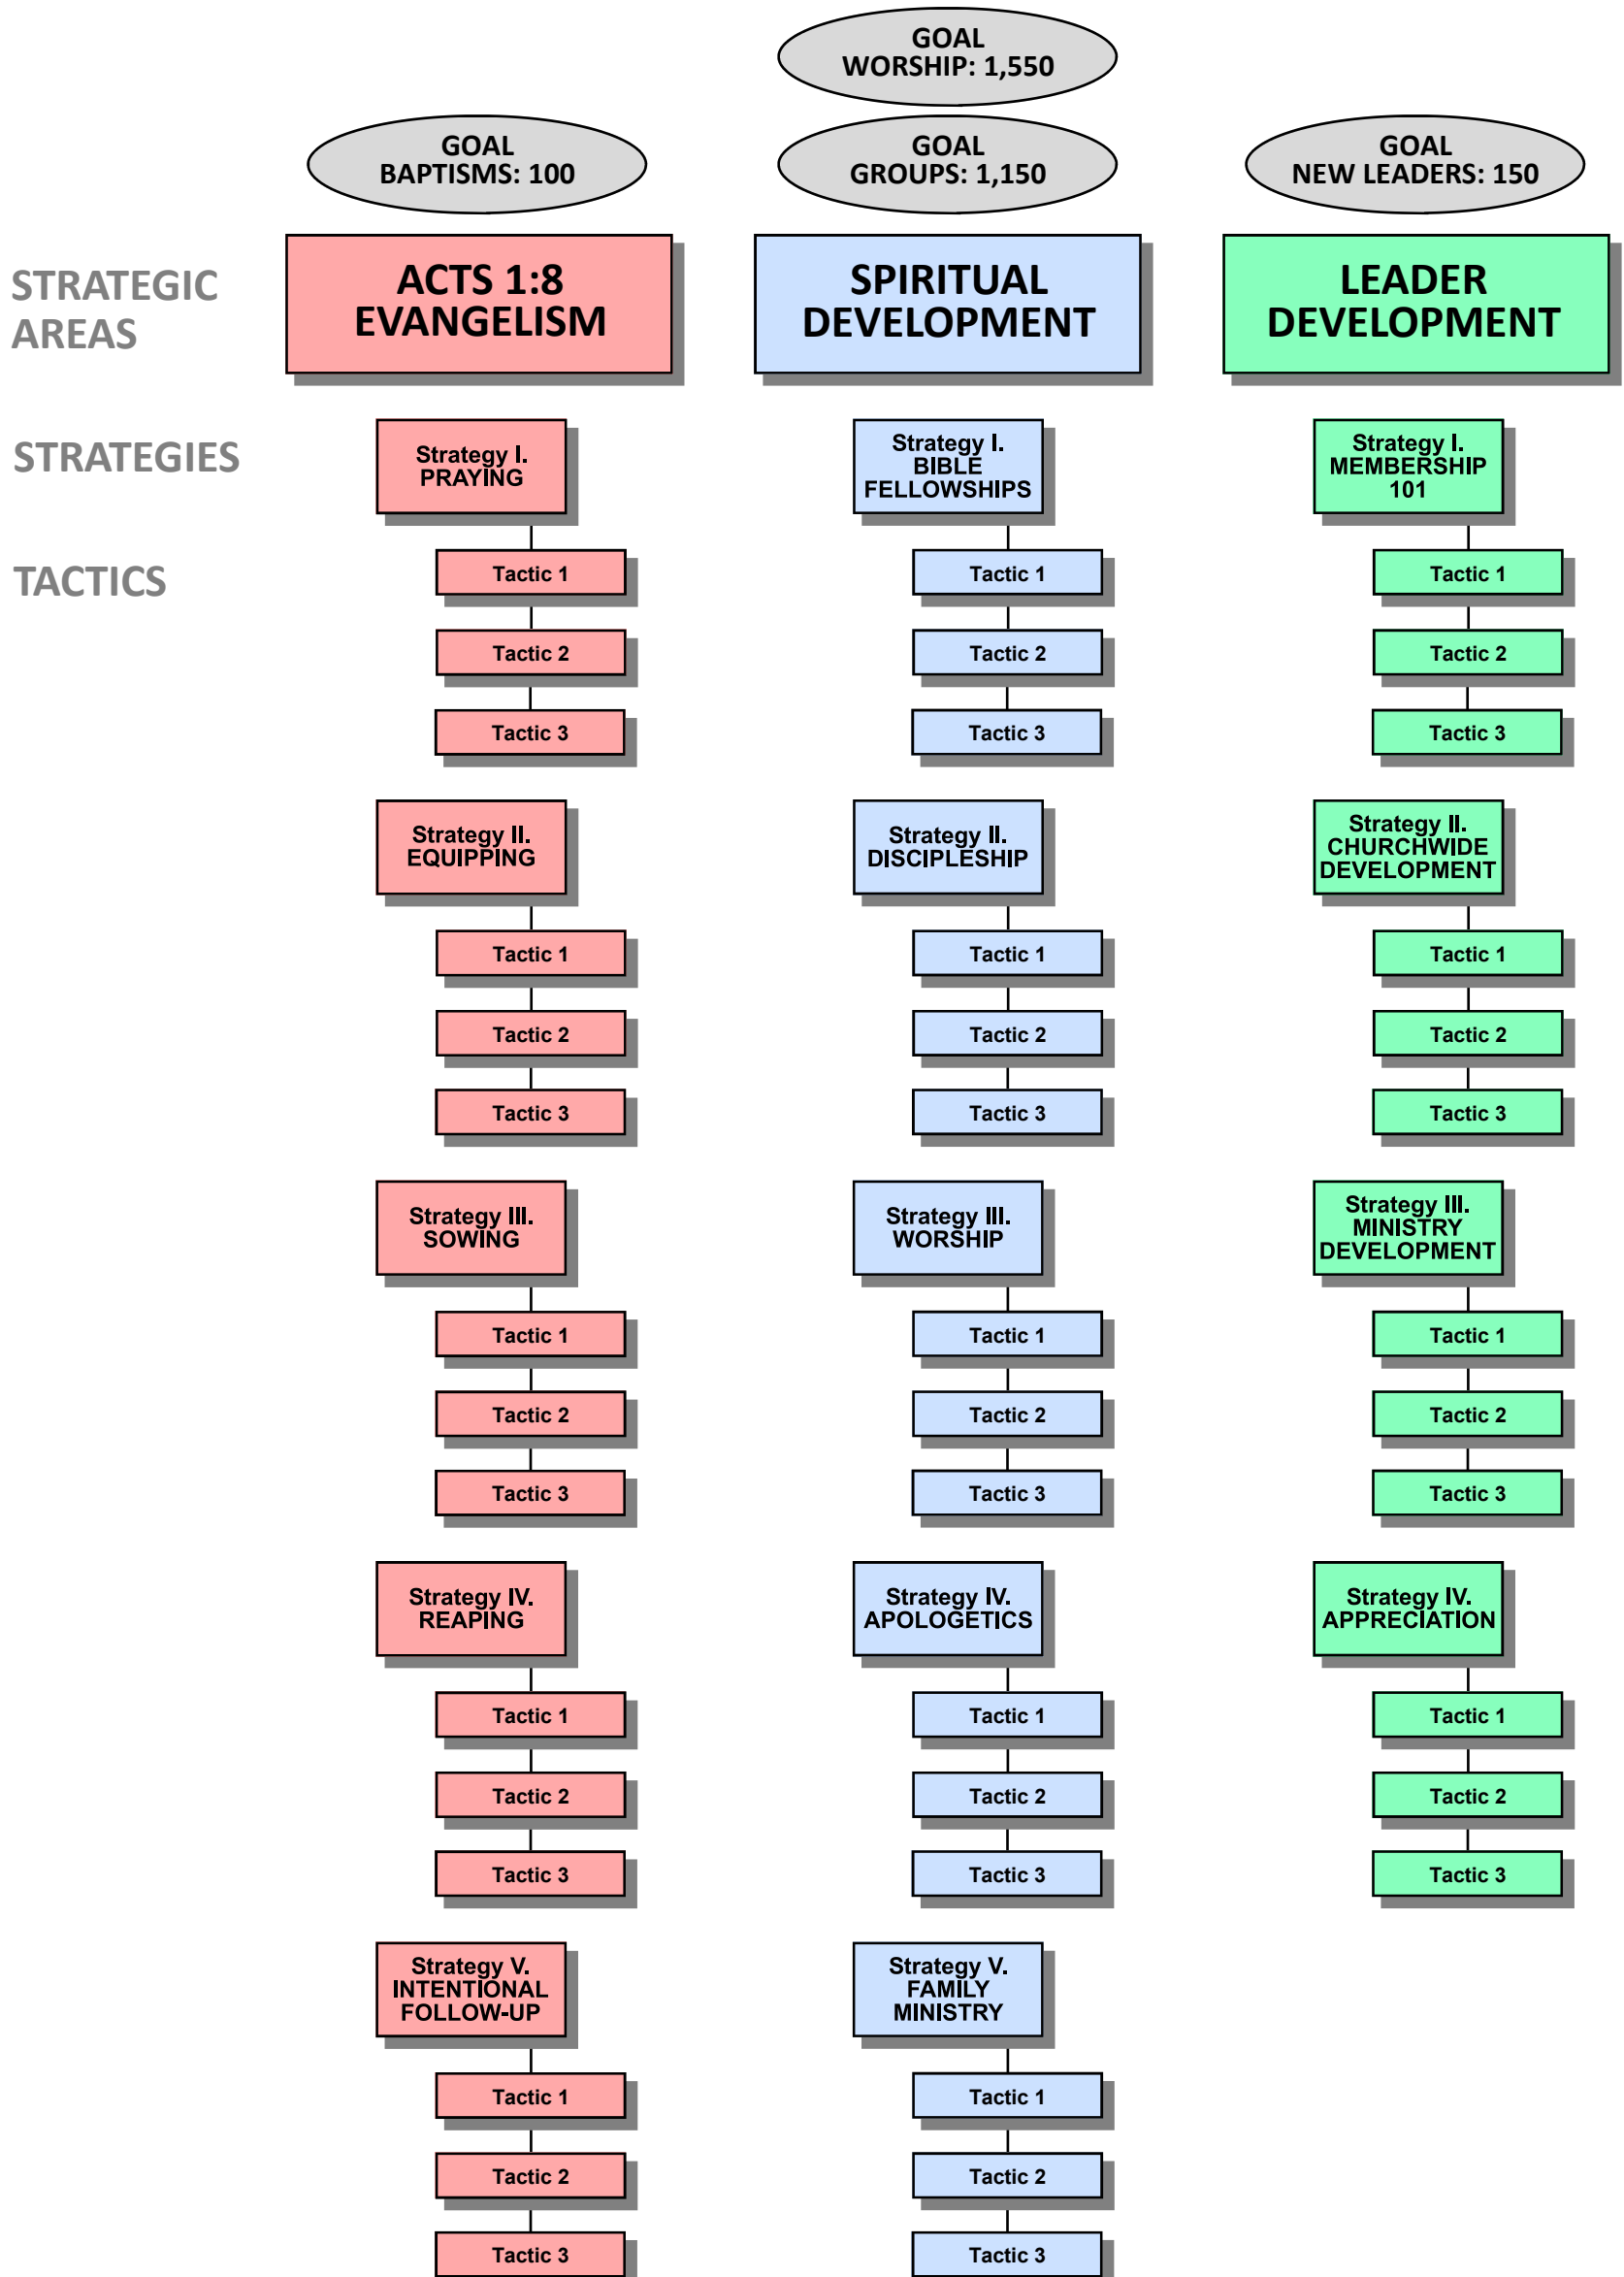 GOAL
WORSHIP: 1,550
GOAL
BAPTISMS: 100
GOAL
GROUPS: 1,150
GOAL
NEW LEADERS: 150
STRATEGIC
AREAS
ACTS 1:8
EVANGELISM
SPIRITUAL
DEVELOPMENT
LEADER
DEVELOPMENT
STRATEGIES
Strategy I.
PRAYING
Strategy I.
BIBLE
FELLOWSHIPS
Strategy I.
MEMBERSHIP
101
TACTICS
Tactic 1
Tactic 1
Tactic 1
Tactic 2
Tactic 2
Tactic 2
Tactic 3
Tactic 3
Tactic 3
Strategy II.
EQUIPPING
Strategy II.
DISCIPLESHIP
Strategy II.
CHURCHWIDE
DEVELOPMENT
Tactic 1
Tactic 1
Tactic 1
Tactic 2
Tactic 2
Tactic 2
Tactic 3
Tactic 3
Tactic 3
Strategy III.
SOWING
Strategy III.
WORSHIP
Strategy III.
MINISTRY
DEVELOPMENT
Tactic 1
Tactic 1
Tactic 1
Tactic 2
Tactic 2
Tactic 2
Tactic 3
Tactic 3
Tactic 3
Strategy IV.
REAPING
Strategy IV.
APOLOGETICS
Strategy IV.
APPRECIATION
Tactic 1
Tactic 1
Tactic 1
Tactic 2
Tactic 2
Tactic 2
Tactic 3
Tactic 3
Tactic 3
Strategy V.
INTENTIONAL
FOLLOW-UP
Strategy V.
FAMILY
MINISTRY
Tactic 1
Tactic 1
Tactic 2
Tactic 2
Tactic 3
Tactic 3